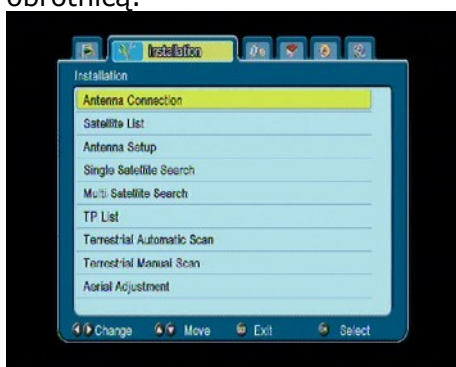 obrotnicą.
Installation
Installation
Antenna Connection
Satellite List
Antenna Setup
Single Satellite Search
Multi Satellite Search
TP List
Terrestrial Automatic Scan
Terrestrial Manual Scan
Aerial Adjustment
Change Move Exit Select